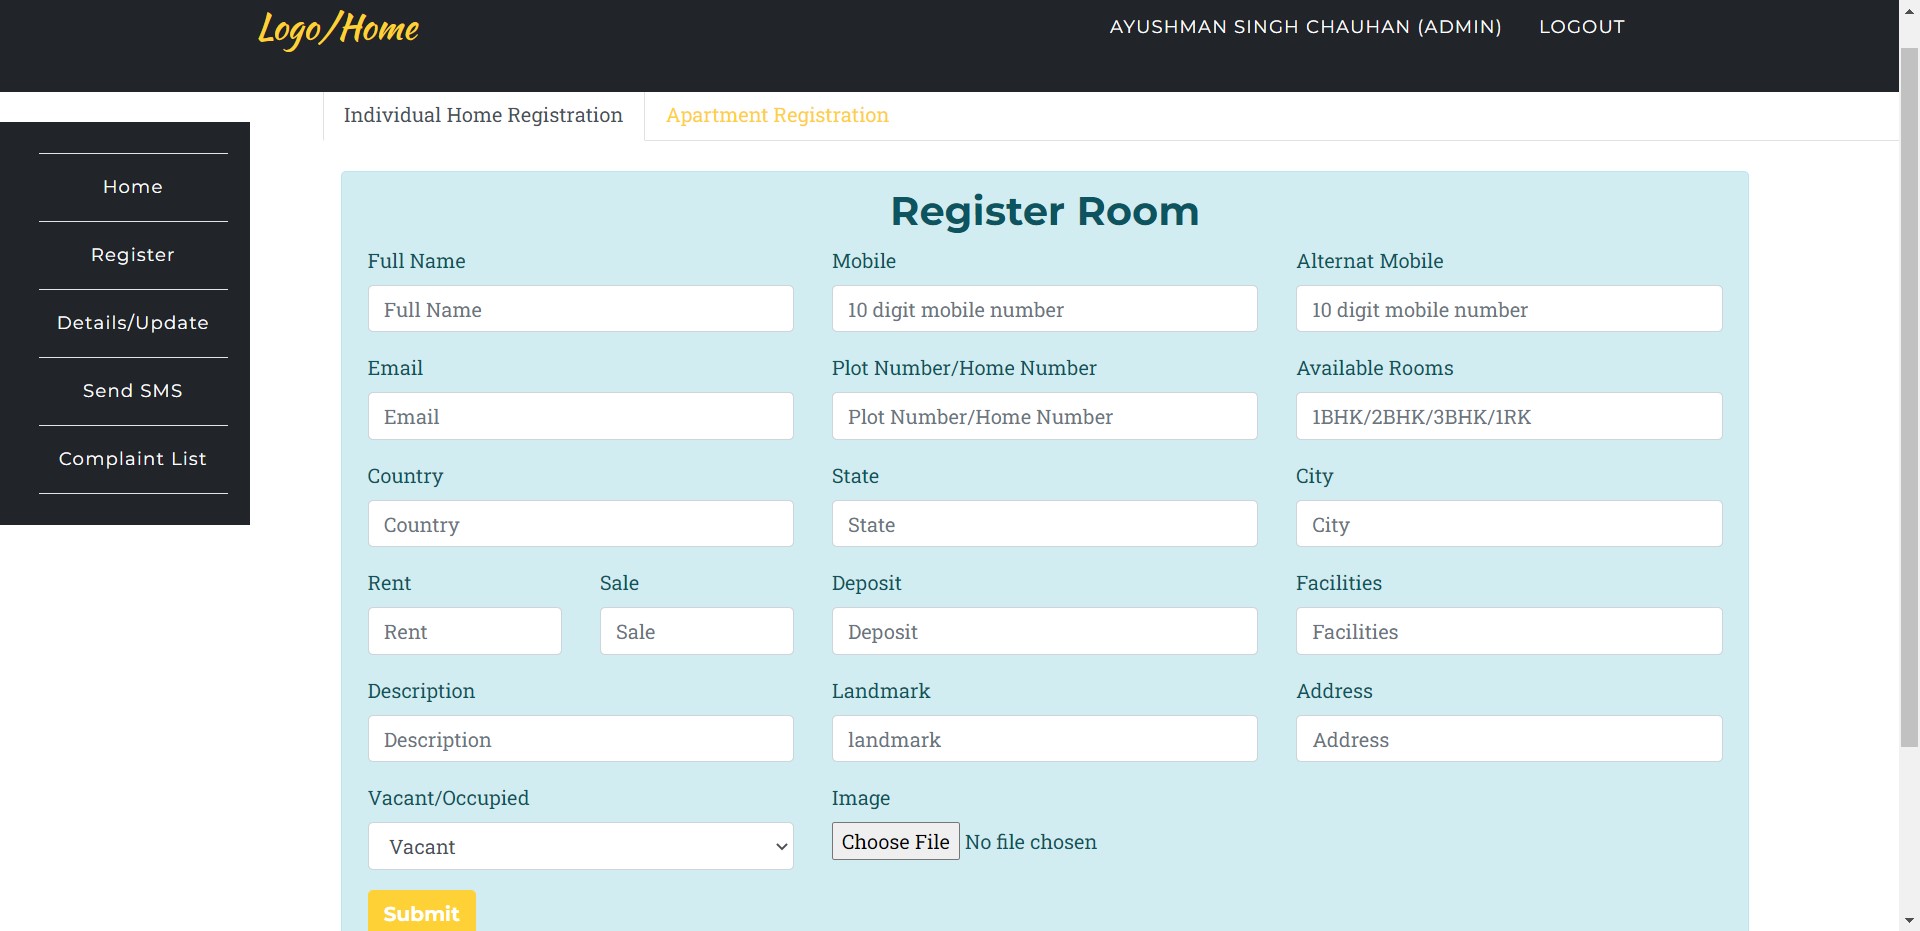 Logo/Home
AYUSHMAN SINGH CHAUHAN (ADMIN) LOGOUT
Individual Home Registration Apartment Registration
Home
Register
Details/Update
Send SMS
Complaint List
Register Room
Full Name Mobile Alternat Mobile
Full Name 10 digit mobile number 10 digit mobile number
Email Plot Number/Home Number Available Rooms
Email Plot Number/Home Number 1BHK/2BHK/3BHK/1RK
Country State City
Country State City
Rent Sale Deposit Facilities
Rent Sale Deposit Facilities
Description Landmark Address
Description landmark Address
Vacant/Occupied Image
Vacant Choose File No file chosen
Submit